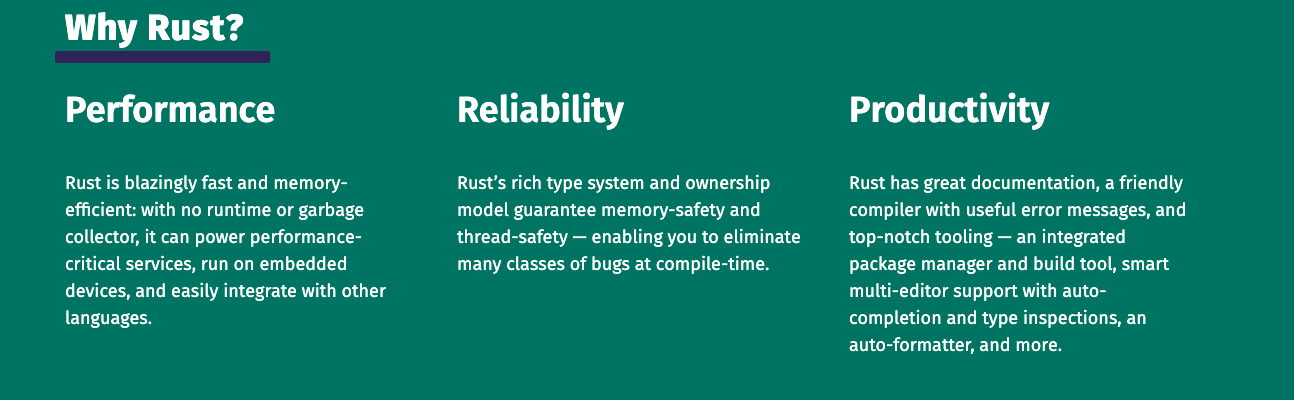 Why Rust?
Performance
Rust is blazingly fast and memory-
efficient: with no runtime or garbage
collector, it can power performance-
critical services, run on embedded
devices, and easily integrate with other
languages.
Reliability
Rust’s rich type system and ownership
model guarantee memory-safety and
thread-safety — enabling you to eliminate
many classes of bugs at compile-time.
Productivity
Rust has great documentation, a friendly
compiler with useful error messages, and
top-notch tooling — an integrated
package manager and build tool, smart
multi-editor support with auto-
completion and type inspections, an
auto-formatter, and more.